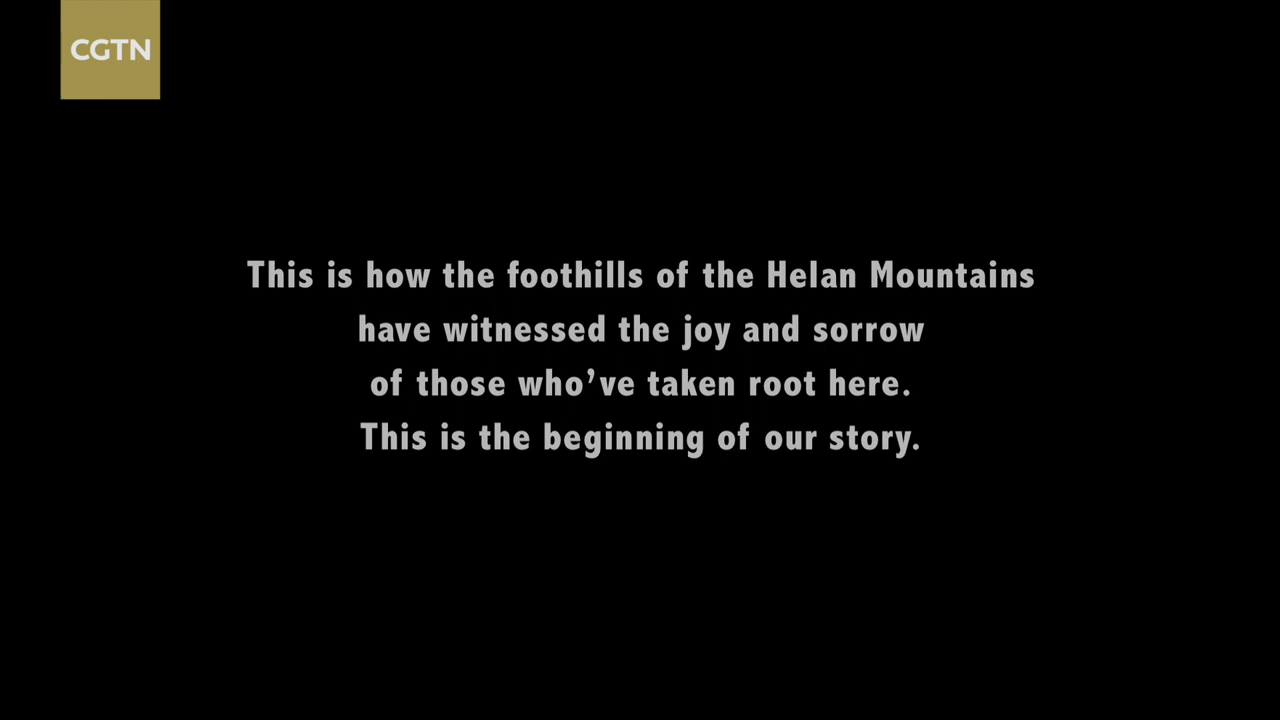 CGTN
This is how the foothills of the Helan Mountains
have witnessed the joy and sorrow
of those who’ve taken root here.
This is the beginning of our story.